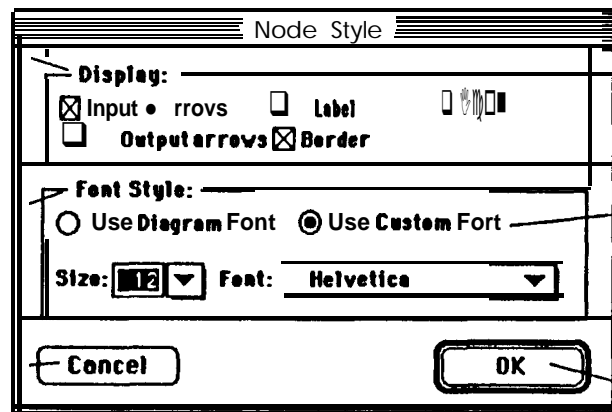 Node Style
Display:
Input • rrovs Label
Output arrows Border
Font Style:
Use Diagram Font Use Custom Fort
Size: 12 Font: Helvetica
Cancel OK